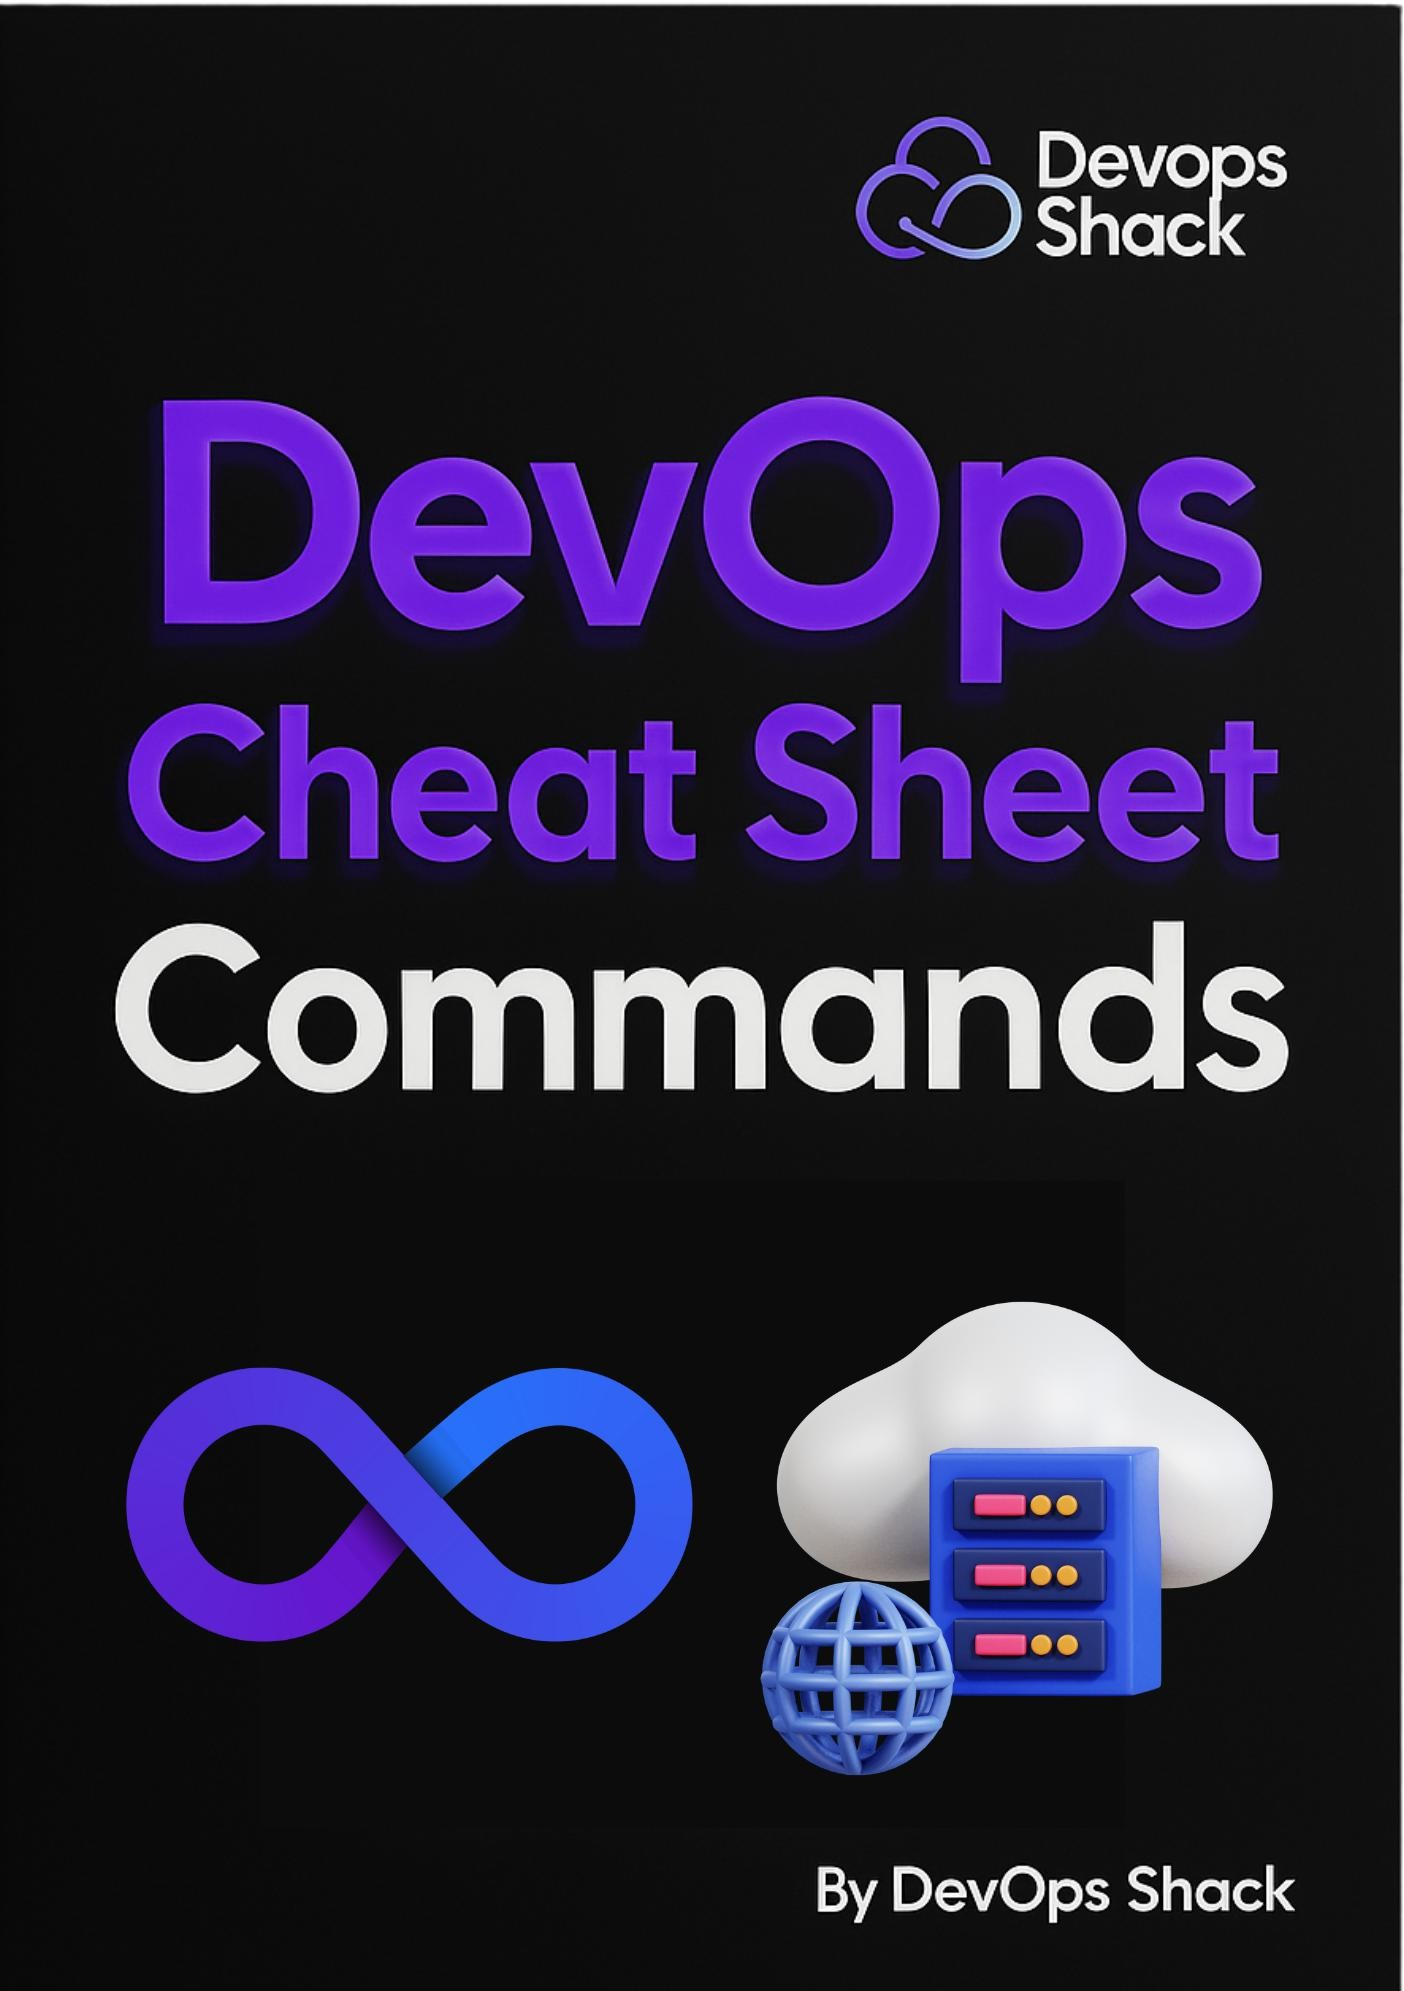 Devops
Shack
DevOps
Cheat Sheet
Commands
By DevOps Shack